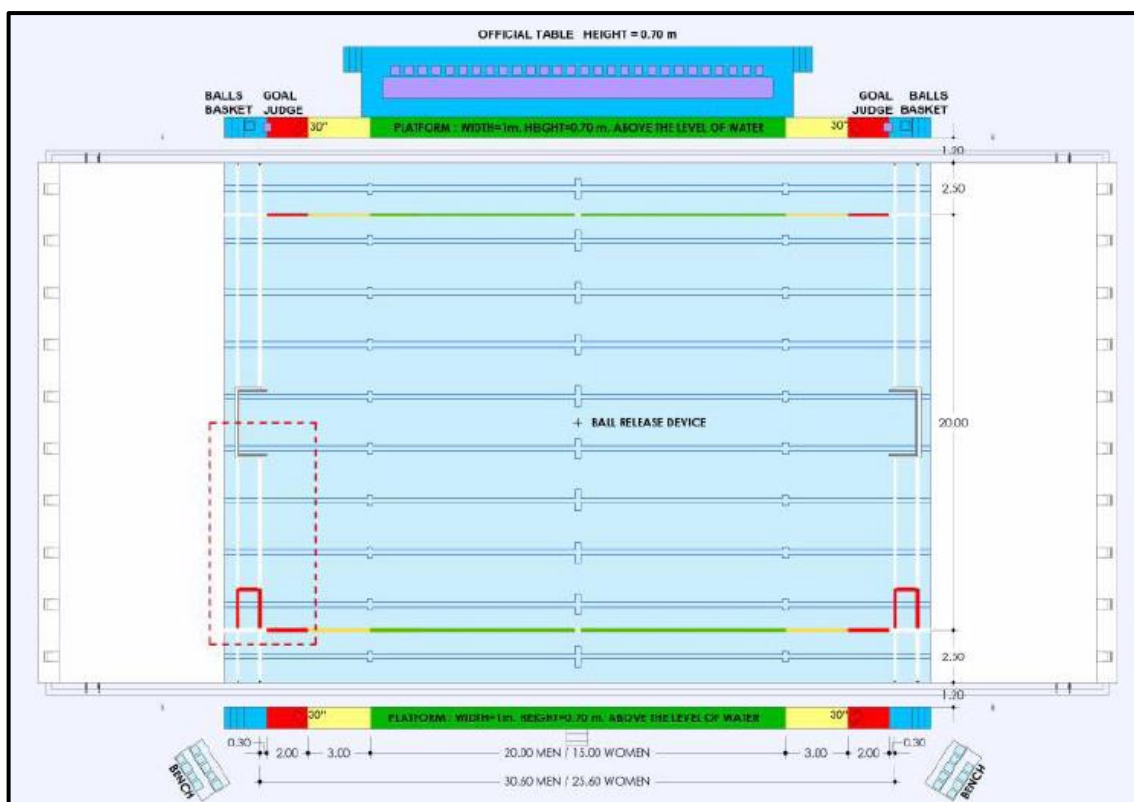 OFFICIAL TABLE HEIGHT = 0.70 m
BALLS GOAL
BASKET JUDGE
GOAL BALLS
JUDGE BASKET
30"
PLATFORM : WIDTH=1m. HEIGHT=0.70 m. ABOVE THE LEVEL OF WATER
30"
1.20
2.50
BALL RELEASE DEVICE
20.00
2.50
1.20
30"
PLATFORM : WIDTH=1m. HEIGHT=0.70 m. ABOVE THE LEVEL OF WATER
30"
0.30
2.00
3.00
20.00 MEN / 15.00 WOMEN
3.00
2.00
0.30
BENCH
30.60 MEN / 25.60 WOMEN
BENCH